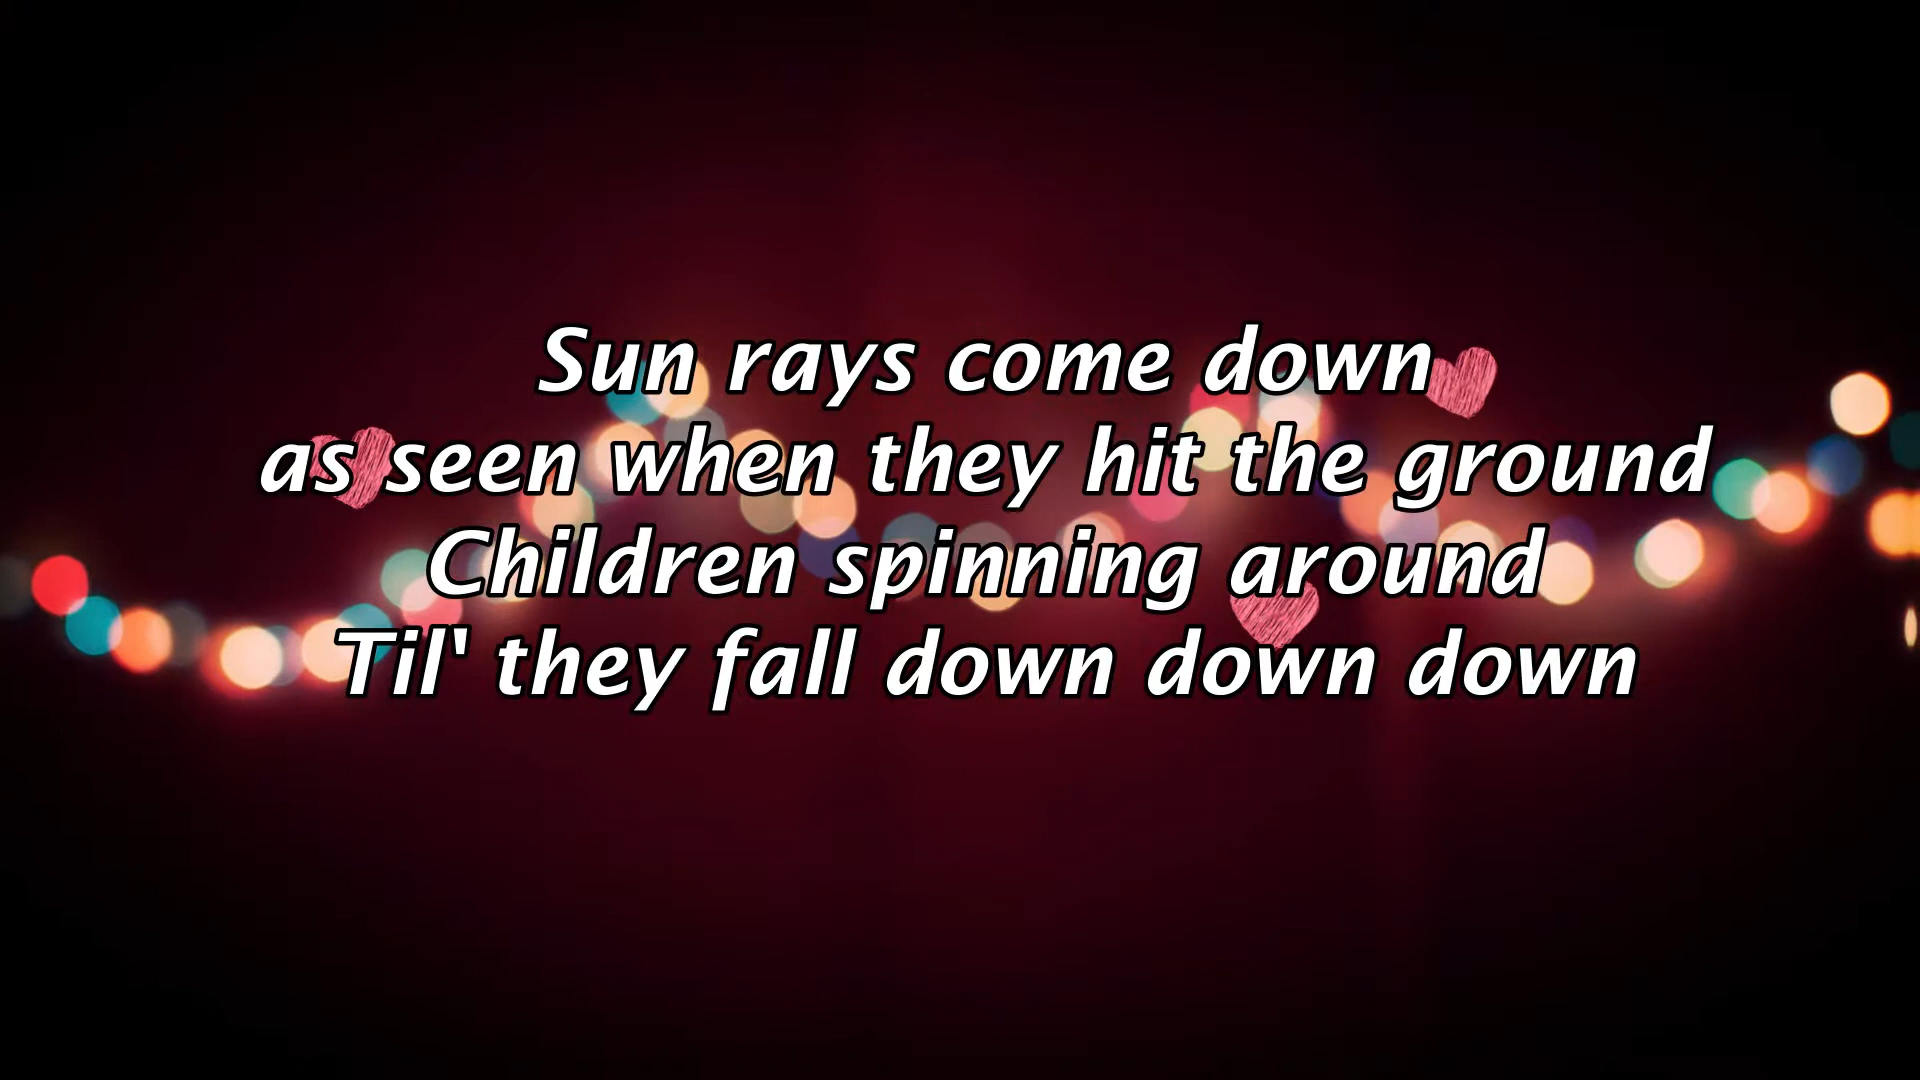 Sun rays come down
as seen when they hit the ground
Children spinning around
Til' they fall down down down